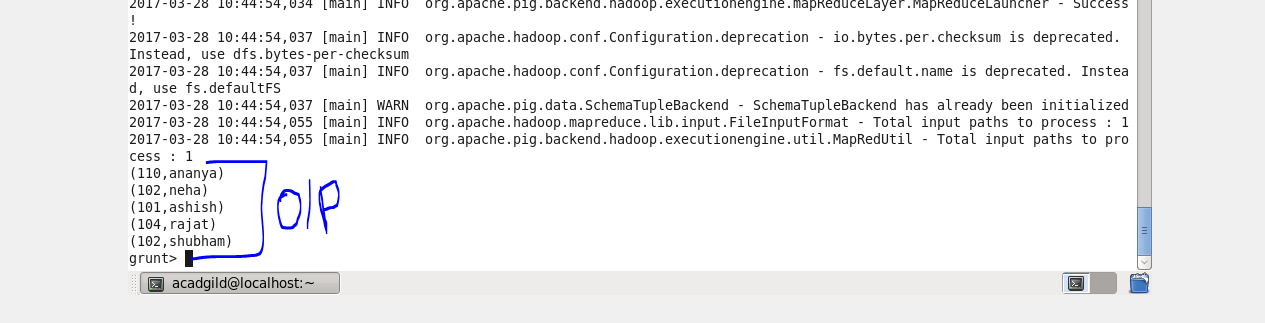 2017-03-28 10:44:54,034 [main] INFO  org.apache.pig.backend.hadoop.executionengine.mapReduceLayer.MapReduceLauncher - Success
!
2017-03-28 10:44:54,037 [main] INFO  org.apache.hadoop.conf.Configuration.deprecation - io.bytes.per.checksum is deprecated.
Instead, use dfs.bytes-per-checksum
2017-03-28 10:44:54,037 [main] INFO  org.apache.hadoop.conf.Configuration.deprecation - fs.default.name is deprecated. Instea
d, use fs.defaultFS
2017-03-28 10:44:54,037 [main] WARN  org.apache.pig.data.SchemaTupleBackend - SchemaTupleBackend has already been initialized
2017-03-28 10:44:54,055 [main] INFO  org.apache.hadoop.mapreduce.lib.input.FileInputFormat - Total input paths to process : 1
2017-03-28 10:44:54,055 [main] INFO  org.apache.pig.backend.hadoop.executionengine.util.MapRedUtil - Total input paths to pro
cess : 1
(110,ananya)
(102,neha)
(101,ashish)
(104,rajat)
(102,shubham)
grunt>
O/P
acadgild@localhost:~